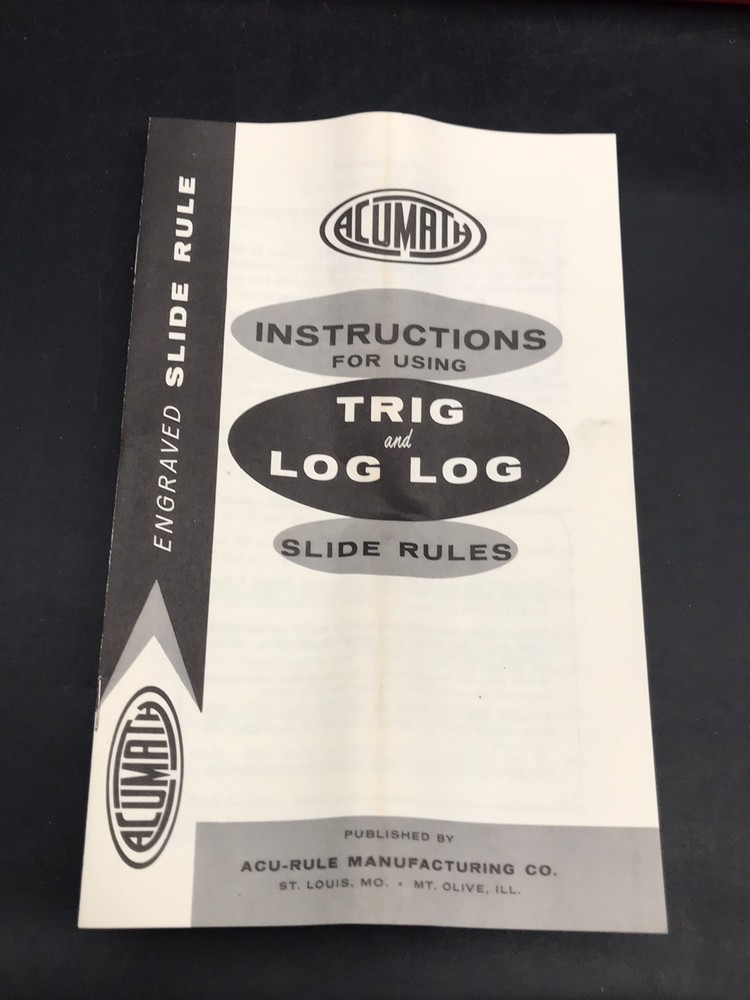 ENGRAVED SLIDE RULE
ACUMATH
ACUMATH
INSTRUCTIONS
FOR USING
TRIG
and
LOG LOG
SLIDE RULES
PUBLISHED BY
ACU-RULE MANUFACTURING CO.
ST. LOUIS, MO. • MT. OLIVE, ILL.